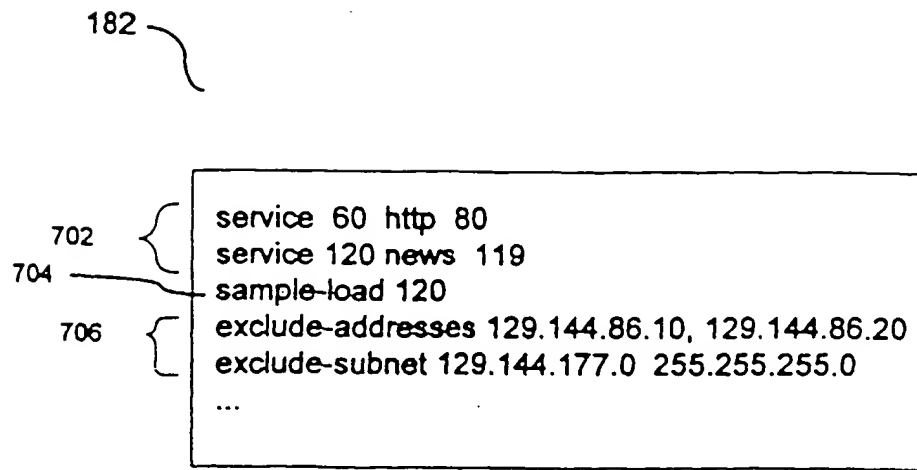 182
702
service 60 http 80
service 120 news 119
704
sample-load 120
706
exclude-addresses 129.144.86.10, 129.144.86.20
exclude-subnet 129.144.177.0 255.255.255.0
...